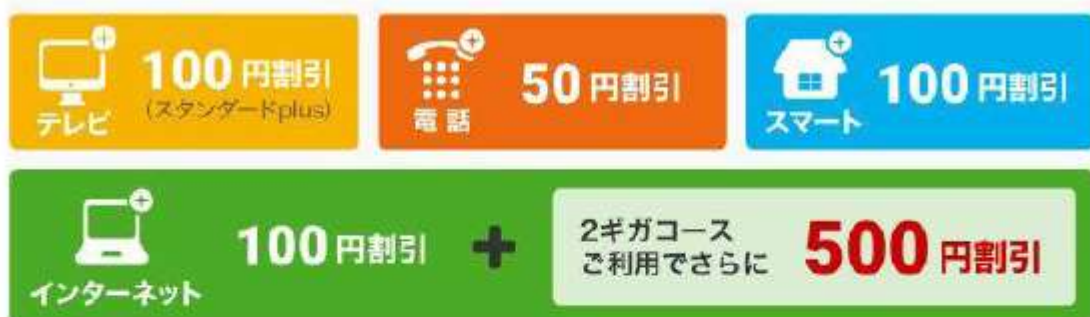 100円割引
(スタンダードplus)
テレビ
50円割引
電話
100円割引
スマート
100円割引
インターネット
2ギガコース
ご利用でさらに
500円割引